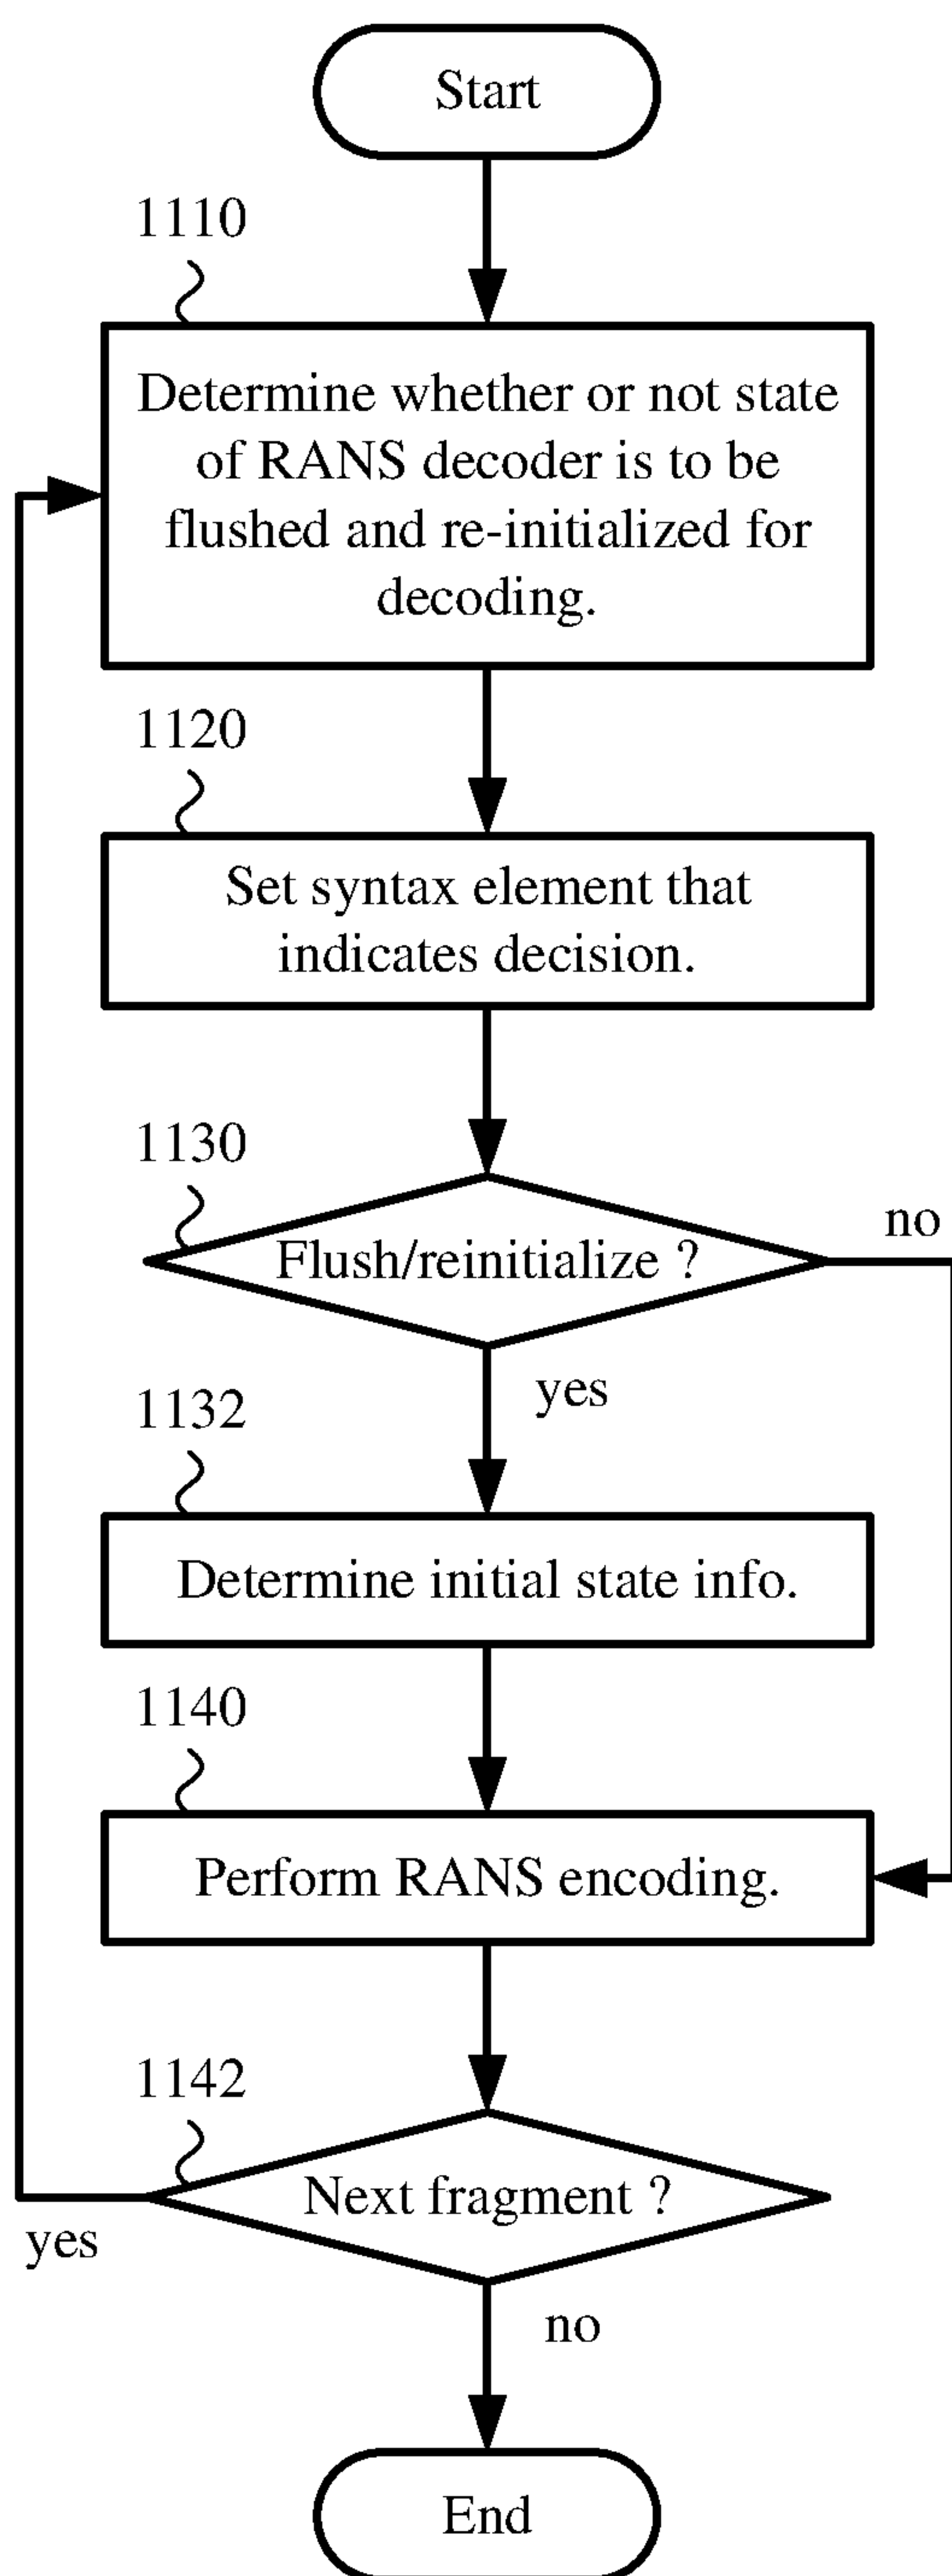 Start
1110
Determine whether or not state
of RANS decoder is to be
flushed and re-initialized for
decoding.
1120
Set syntax element that
indicates decision.
1130
Flush/reinitialize ?
no
yes
1132
Determine initial state info.
1140
Perform RANS encoding.
1142
Next fragment ?
yes
no
End